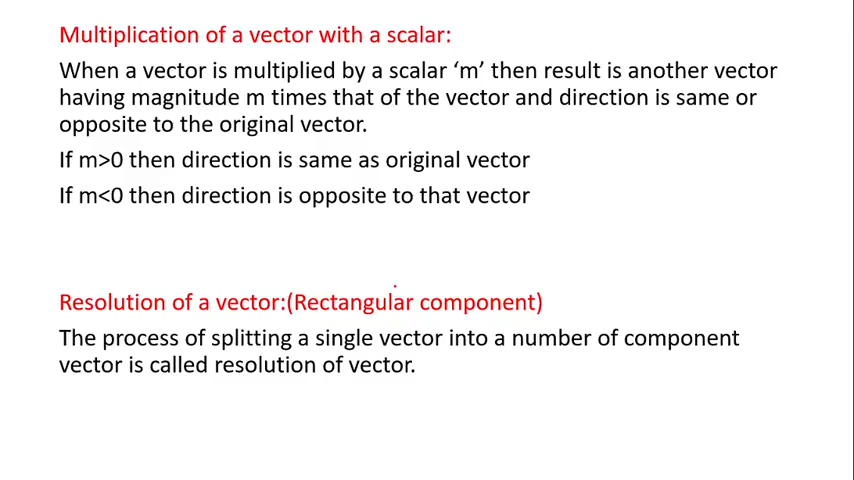 Multiplication of a vector with a scalar:
When a vector is multiplied by a scalar ‘m’ then result is another vector
having magnitude m times that of the vector and direction is same or
opposite to the original vector.
If m>0 then direction is same as original vector
If m<0 then direction is opposite to that vector
Resolution of a vector:(Rectangular component)
The process of splitting a single vector into a number of component
vector is called resolution of vector.